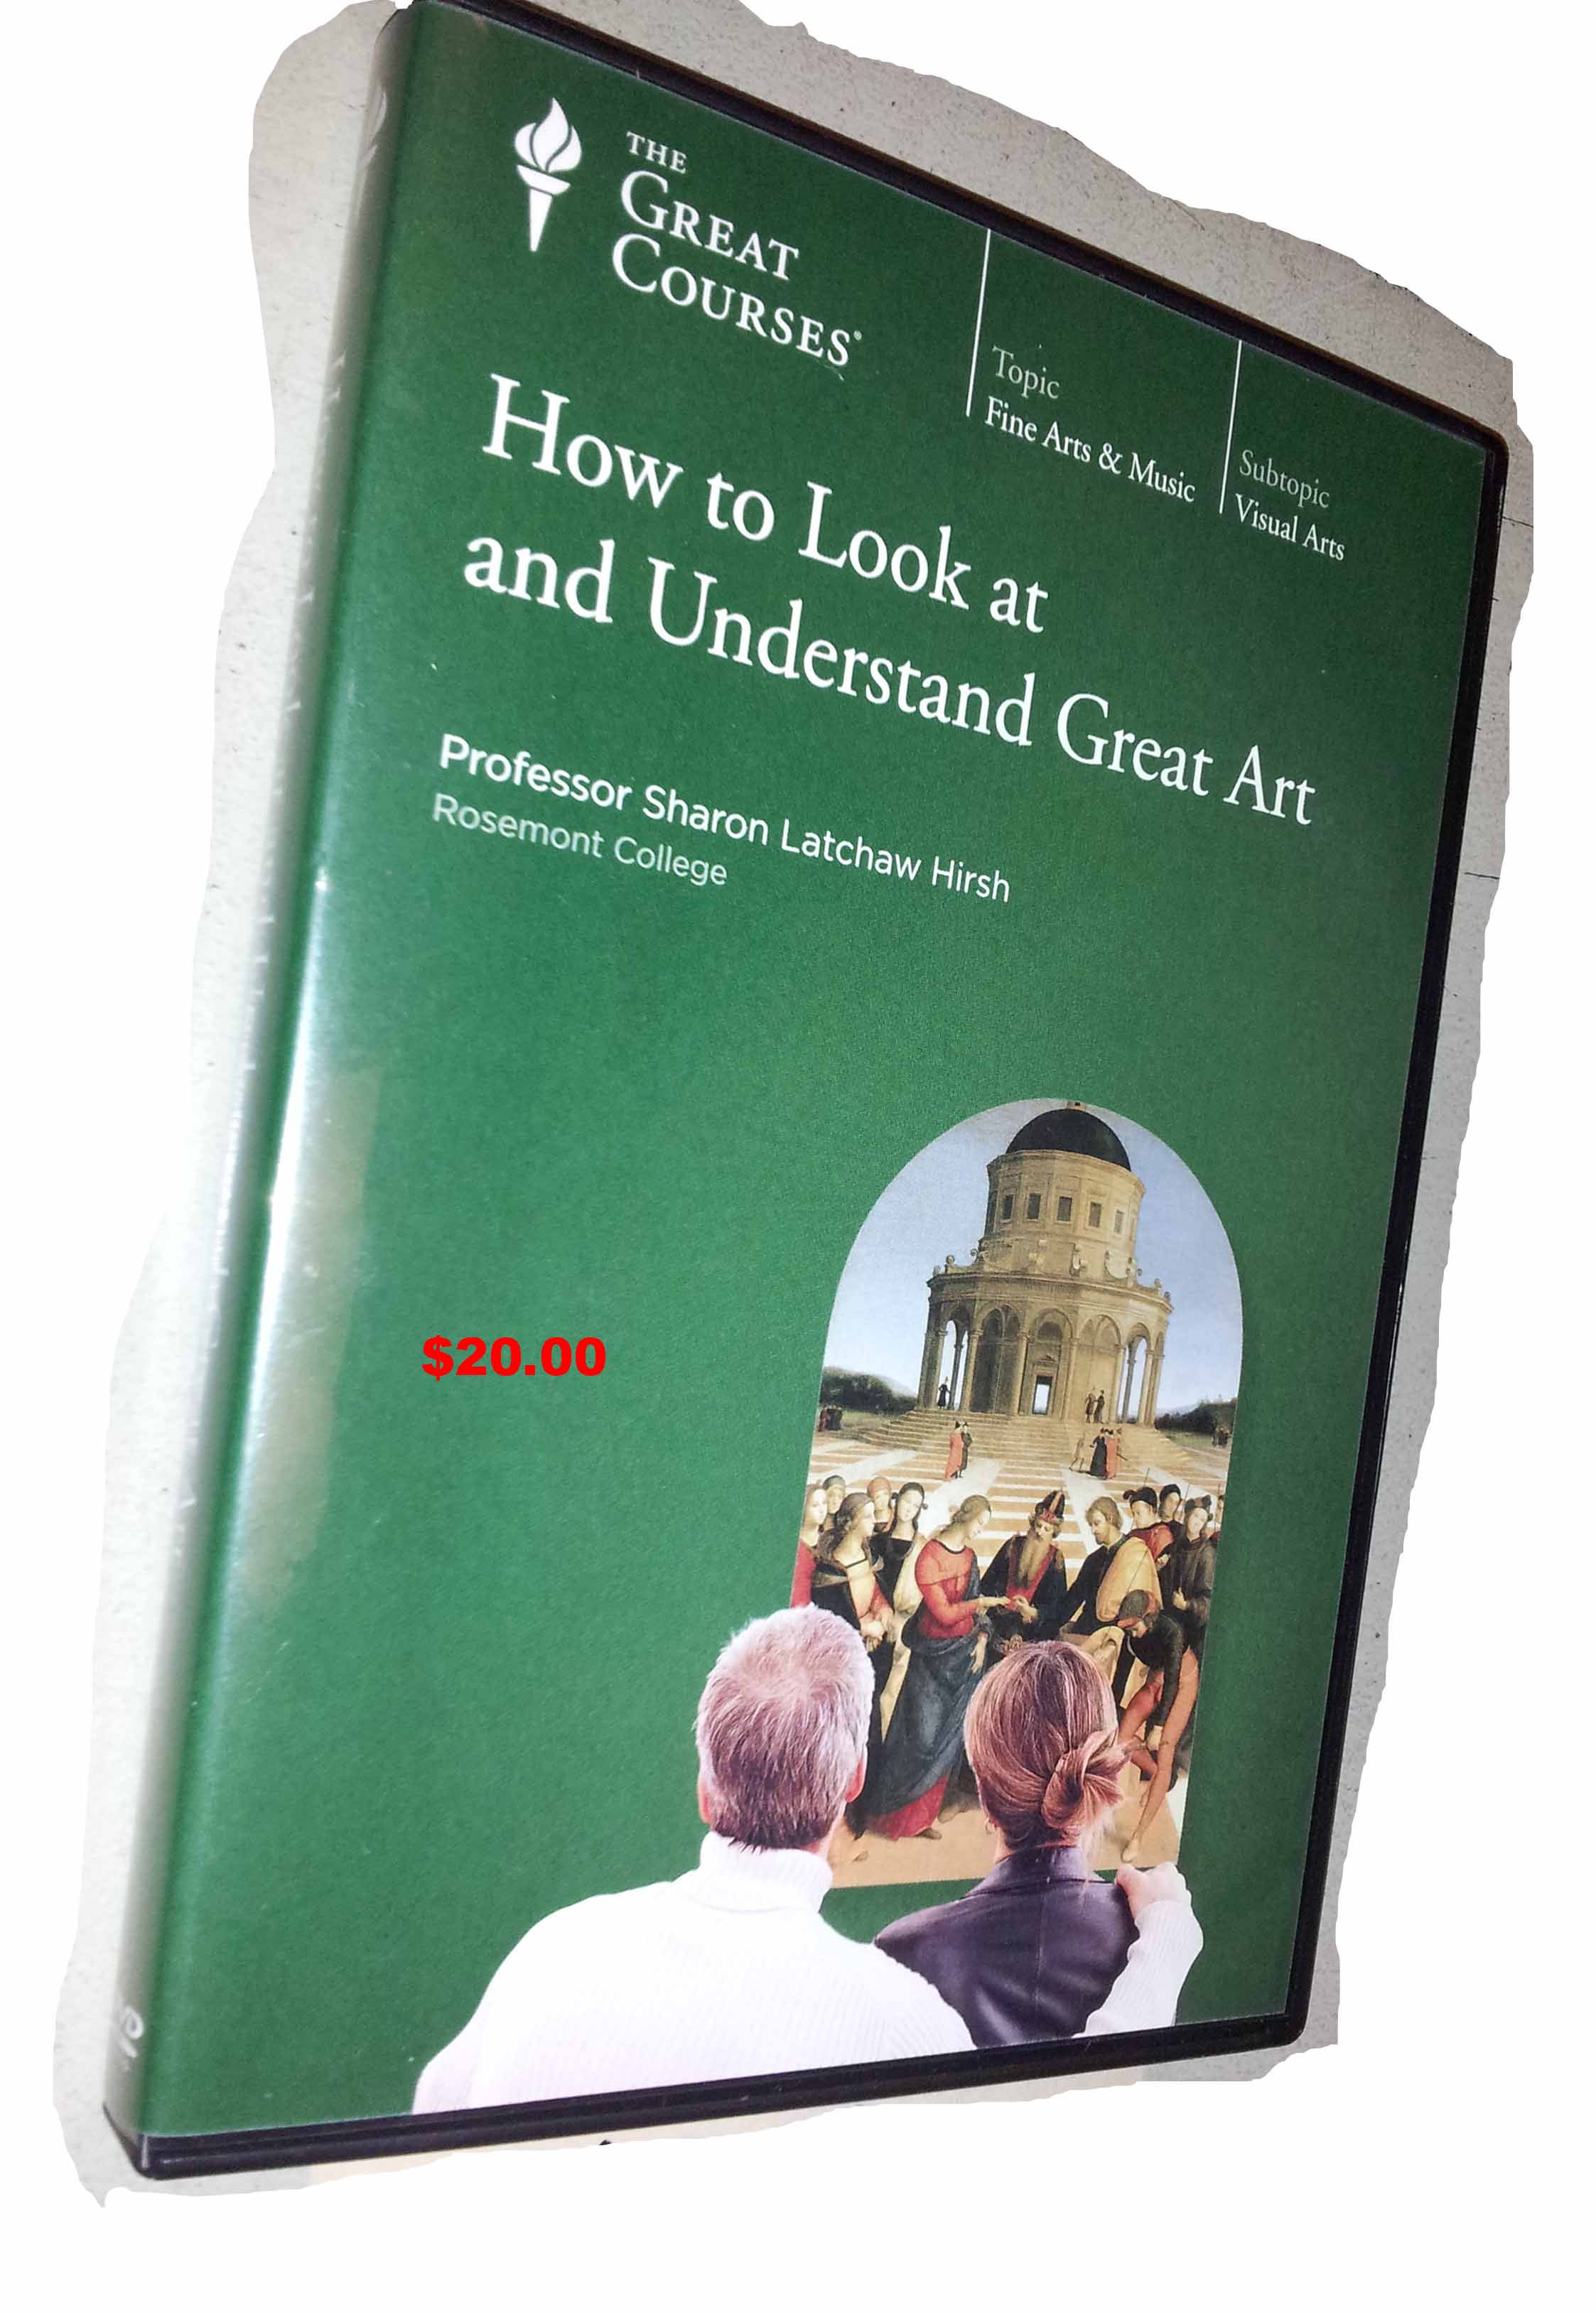 THE
GREAT
COURSES®
Topic
Fine Arts & Music
Subtopic
Visual Arts
How to Look at
and Understand Great Art
Professor Sharon Latchaw Hirsh
Rosemont College
$20.00